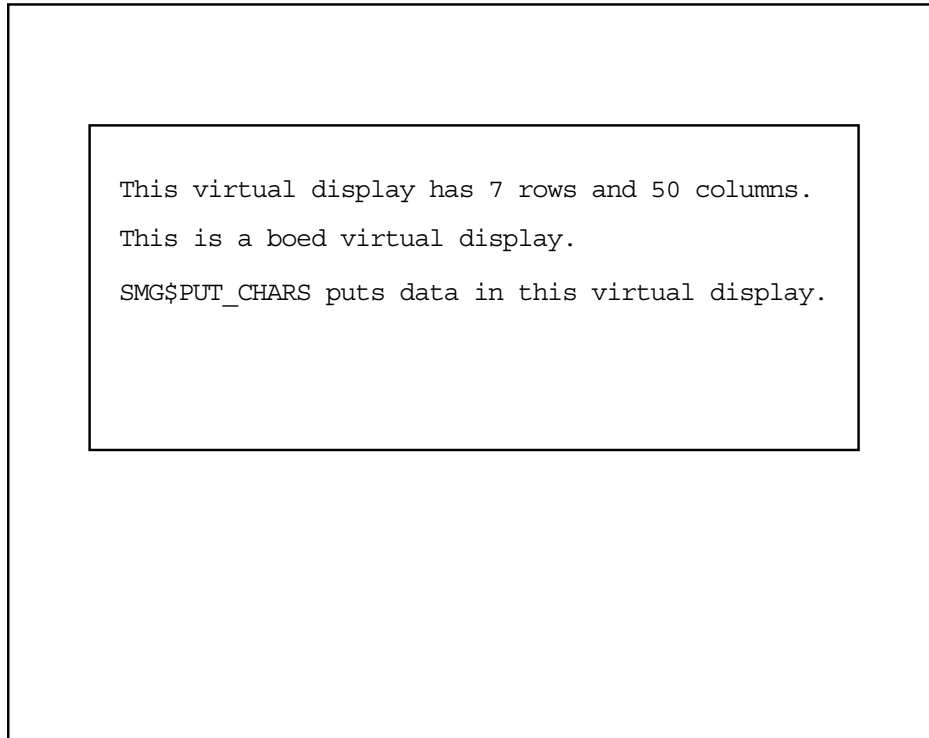 This virtual display has 7 rows and 50 columns.
This is a boed virtual display.
SMG$PUT_CHARS puts data in this virtual display.